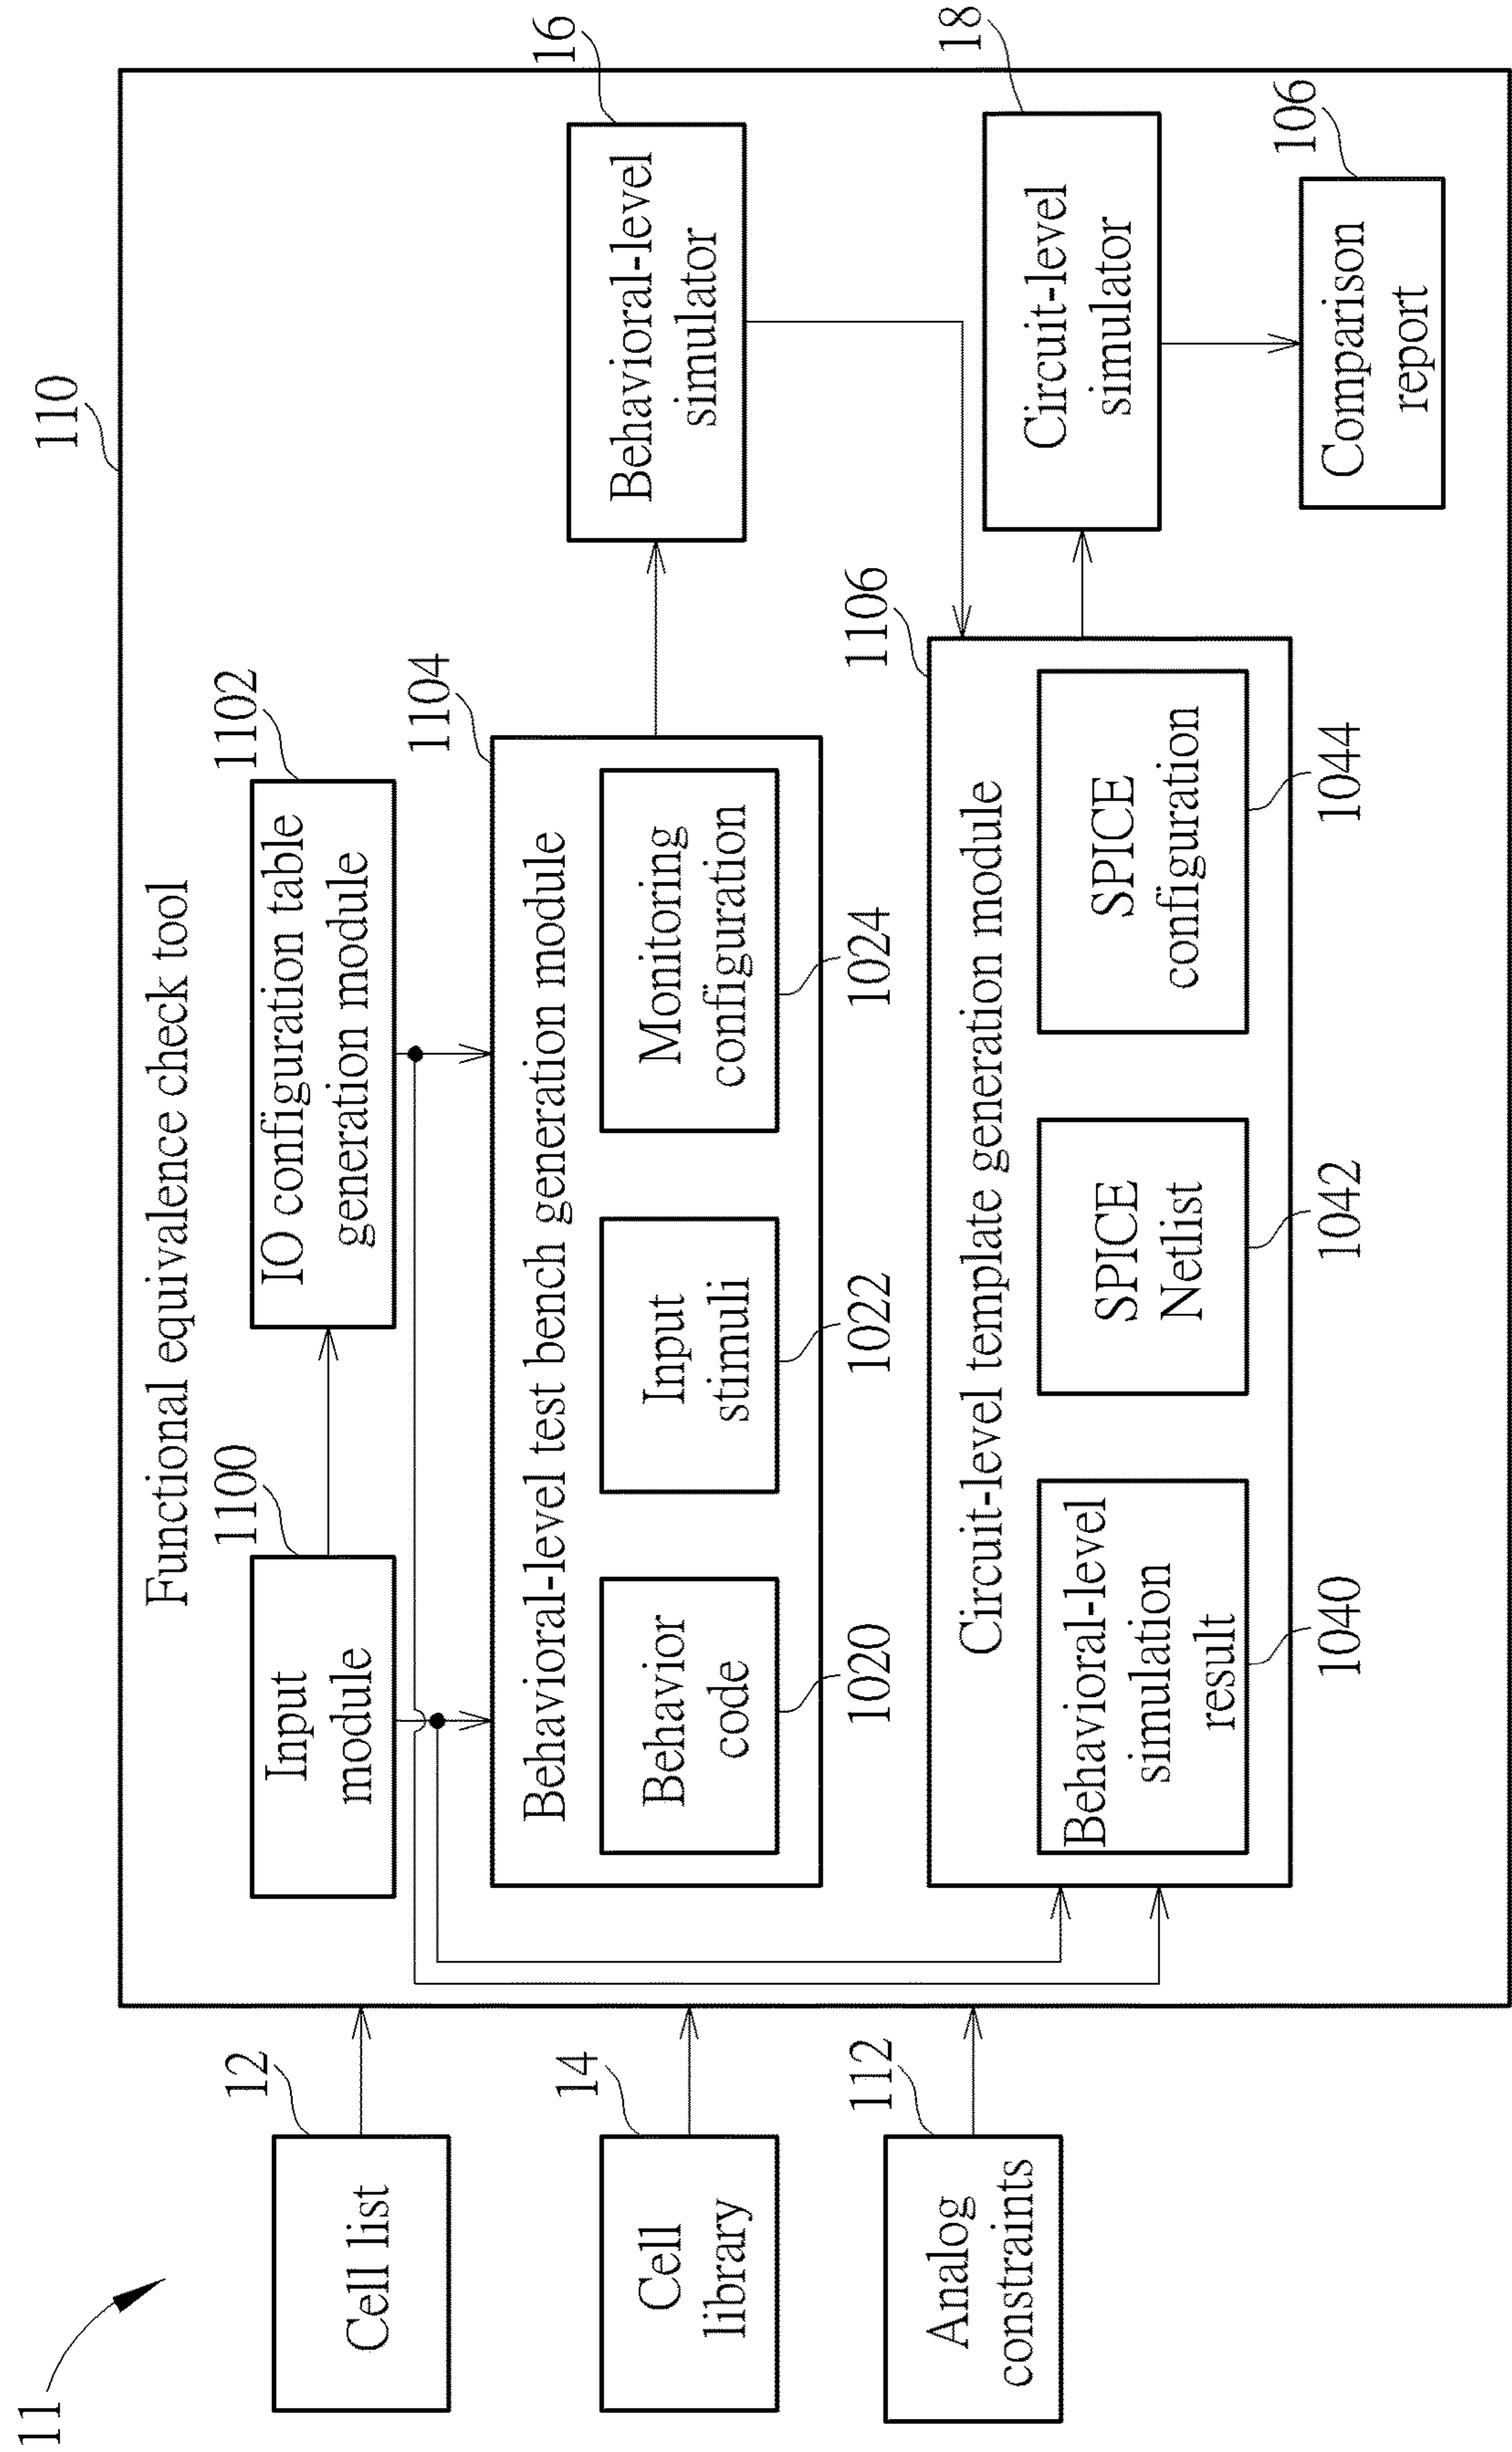 11
110
Functional equivalence check tool
12
Cell list
14
Cell
library
112
Analog
constraints
1100
Input
module
1102
IO configuration table
generation module
1104
Behavioral-level test bench generation module
Behavior
code
1020
Input
stimuli
1022
Monitoring
configuration
1024
16
Behavioral-level
simulator
1106
Circuit-level template generation module
Behavioral-level
simulation
result
1040
SPICE
Netlist
1042
SPICE
configuration
1044
18
Circuit-level
simulator
106
Comparison
report